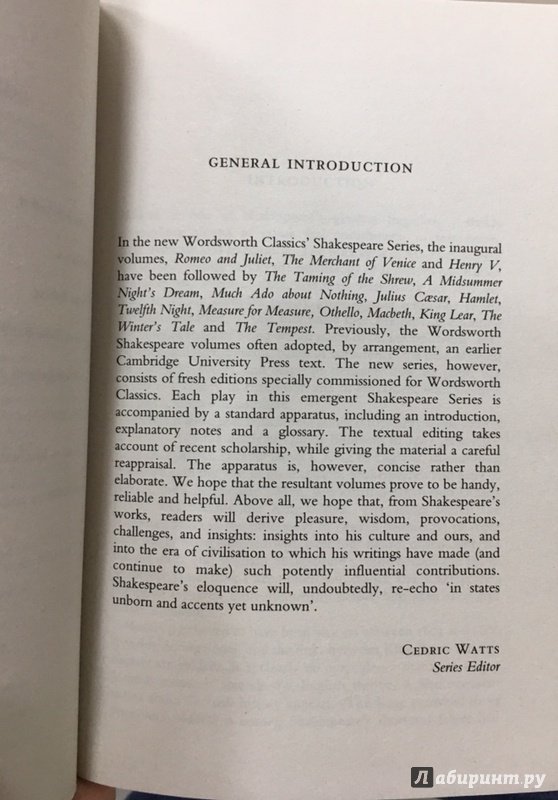 GENERAL INTRODUCTION
In the new Wordsworth Classics' Shakespeare Series, the inaugural
volumes, Romeo and Juliet, The Merchant of Venice and Henry V,
have been followed by The Taming of the Shrew, A Midsummer
Night's Dream, Much Ado about Nothing, Julius Cæsar, Hamlet,
Twelfth Night, Measure for Measure, Othello, Macbeth, King Lear, The
Winter's Tale and The Tempest. Previously, the Wordsworth
Shakespeare volumes often adopted, by arrangement, an earlier
Cambridge University Press text. The new series, however,
consists of fresh editions specially commissioned for Wordsworth
Classics. Each play in this emergent Shakespeare Series is
accompanied by a standard apparatus, including an introduction,
explanatory notes and a glossary. The textual editing takes
account of recent scholarship, while giving the material a careful
reappraisal. The apparatus is, however, concise rather than
elaborate. We hope that the resultant volumes prove to be handy,
reliable and helpful. Above all, we hope that, from Shakespeare's
works, readers will derive pleasure, wisdom, provocations,
challenges, and insights: insights into his culture and ours, and
into the era of civilisation to which his writings have made (and
continue to make) such potently influential contributions.
Shakespeare's eloquence will, undoubtedly, re-echo 'in states
unborn and accents yet unknown'.
CEDRIC WATTS
Series Editor
Лабиринт.ру